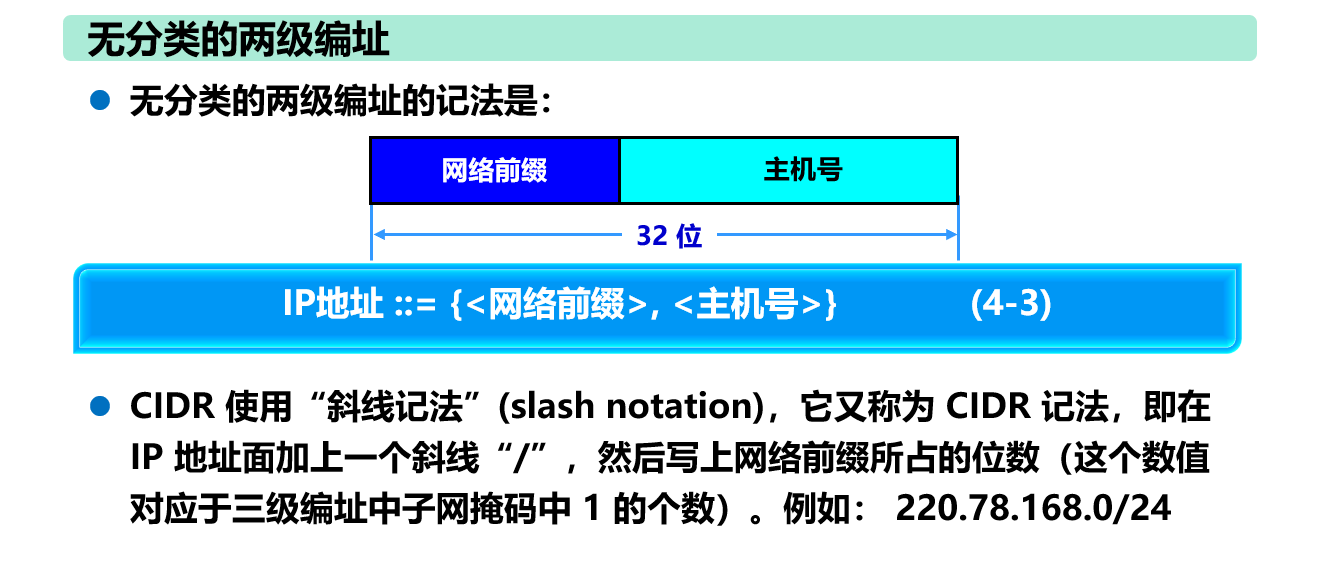 无分类的两级编址
无分类的两级编址的记法是：
网络前缀 主机号
32 位
IP地址 ::= {<网络前缀>, <主机号>} (4-3)
CIDR 使用“斜线记法”(slash notation)，它又称为 CIDR 记法，即在
IP 地址面加上一个斜线“/”，然后写上网络前缀所占的位数（这个数值
对应于三级编址中子网掩码中 1 的个数）。例如： 220.78.168.0/24